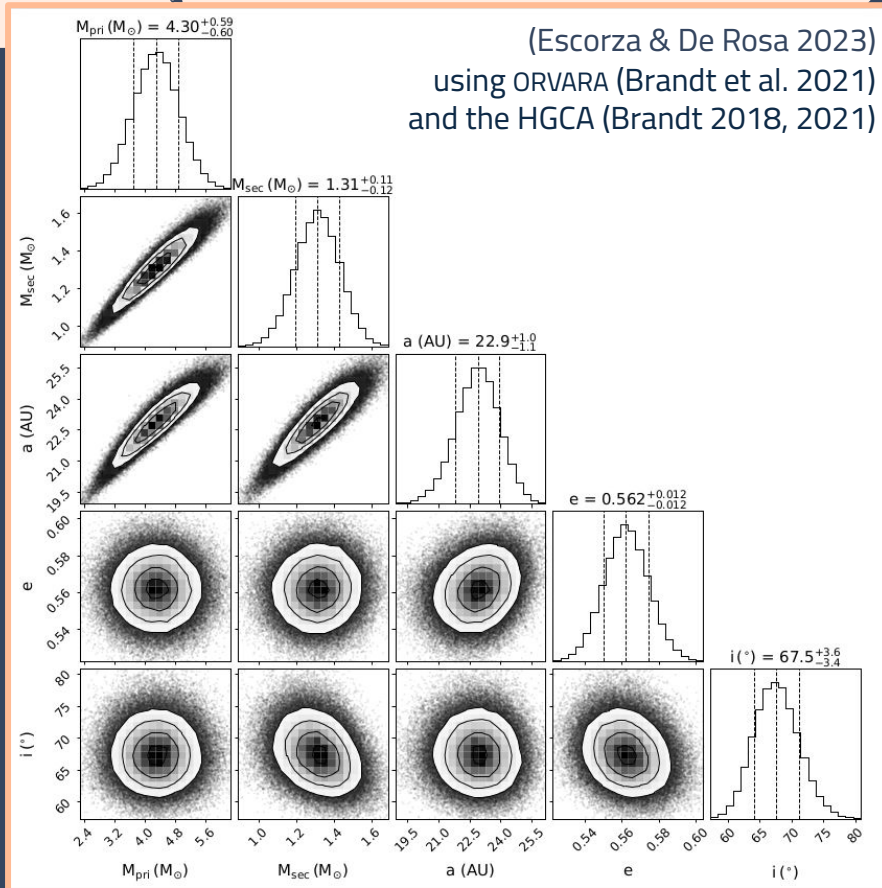 M_pri (M_⊙) = 4.30^{+0.59}_{−0.60}
(Escorza & De Rosa 2023)
using ORVARA (Brandt et al. 2021)
and the HGCA (Brandt 2018, 2021)
M_sec (M_⊙) = 1.31^{+0.11}_{−0.12}
M_sec (M_⊙)
1.6
1.4
1.2
1.0
a (AU) = 22.9^{+1.0}_{−1.1}
a (AU)
25.5
24.0
22.5
21.0
19.5
e = 0.562^{+0.012}_{−0.012}
e
0.60
0.58
0.56
0.54
i (°) = 67.5^{+3.6}_{−3.4}
i (°)
80
75
70
65
60
2.4 3.2 4.0 4.8 5.6
1.0 1.2 1.4 1.6
19.5 21.0 22.5 24.0 25.5
0.54 0.56 0.58 0.60
60 65 70 75 80
M_pri (M_⊙) M_sec (M_⊙) a (AU) e i (°)